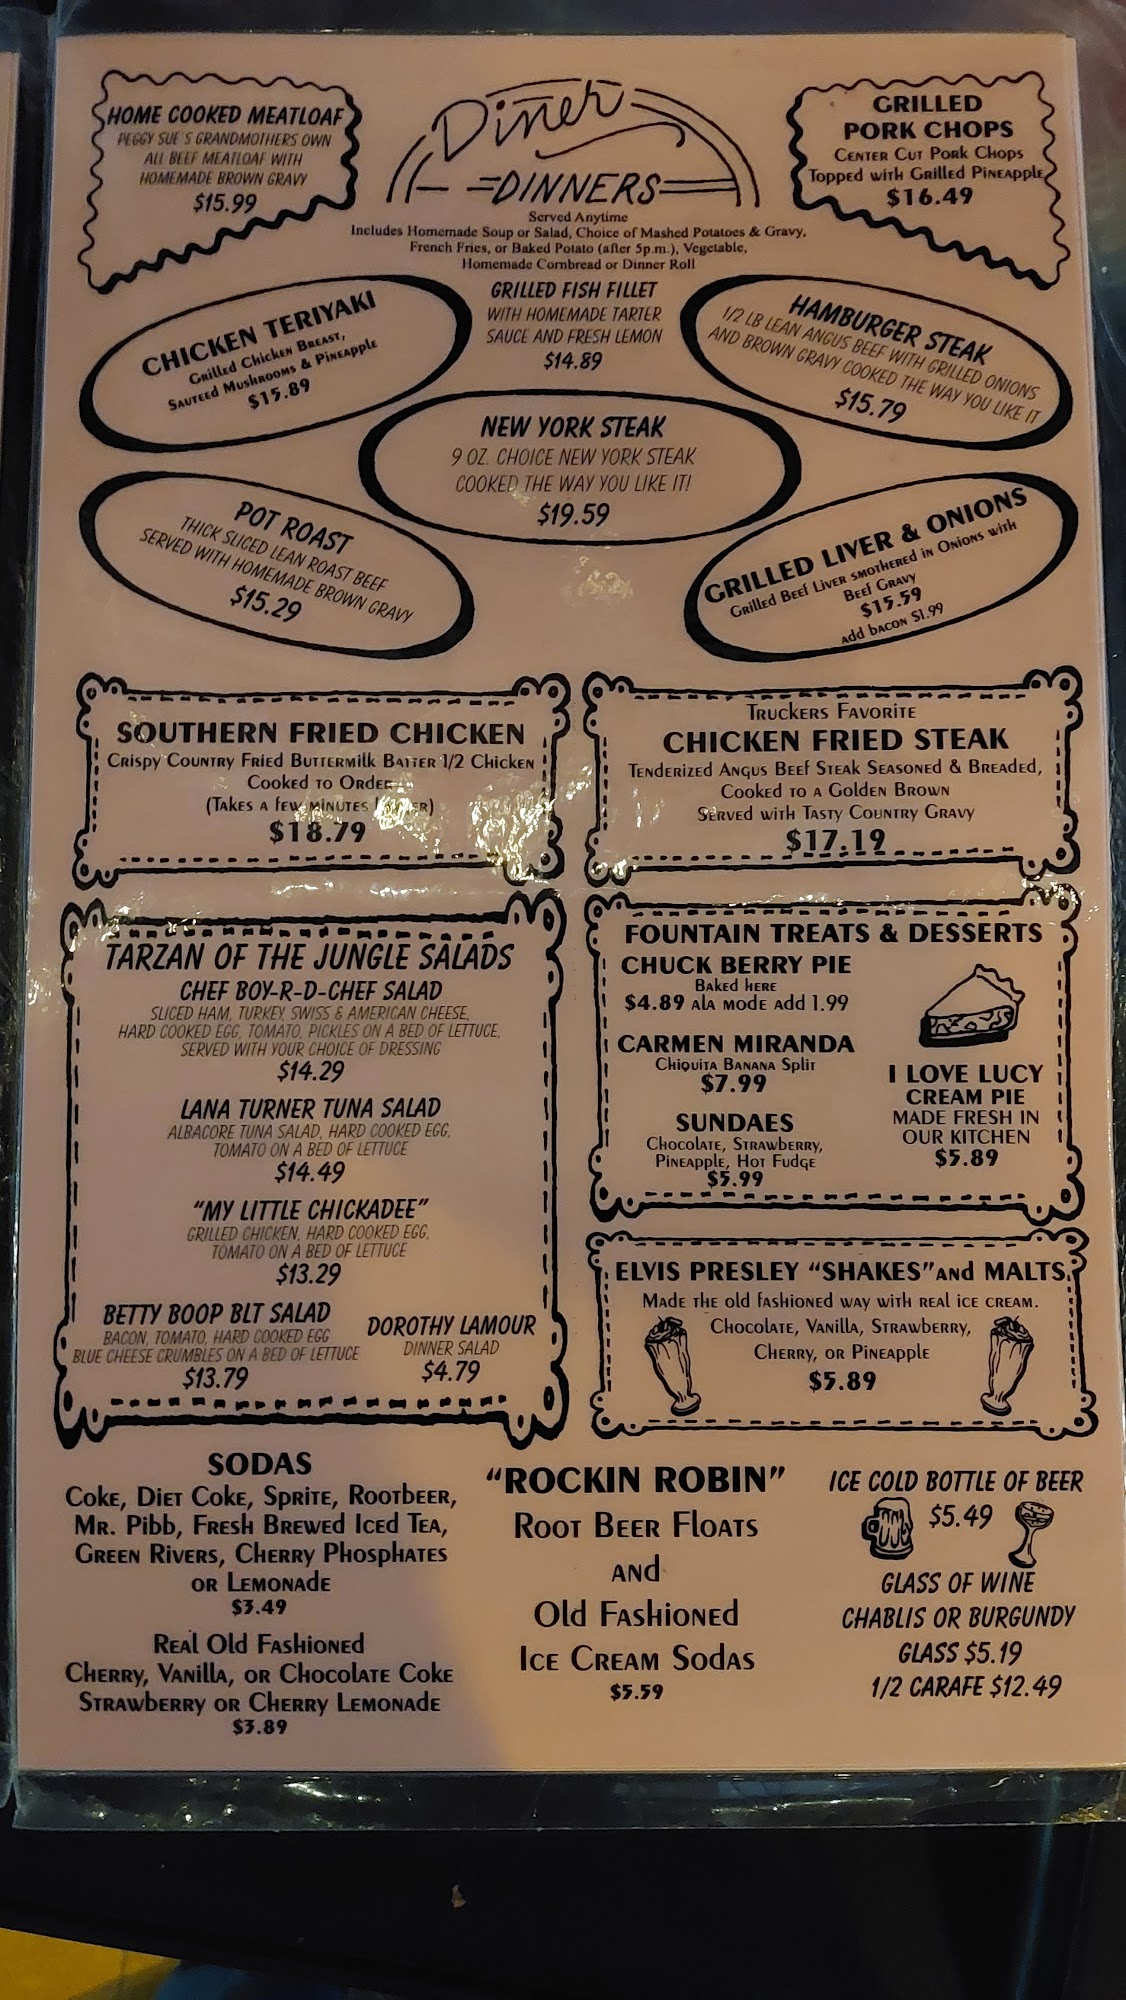 HOME COOKED MEATLOAF
PEGGY SUE'S GRANDMOTHERS OWN
ALL BEEF MEATLOAF WITH
HOMEMADE BROWN GRAVY
$15.99
Diner
DINNERS
Served Anytime
Includes Homemade Soup or Salad, Choice of Mashed Potatoes & Gravy,
French Fries, or Baked Potato (after 5p.m.), Vegetable,
Homemade Cornbread or Dinner Roll
GRILLED
PORK CHOPS
CENTER CUT PORK CHOPS
TOPPED WITH GRILLED PINEAPPLE
$16.49
CHICKEN TERIYAKI
GRILLED CHICKEN BREAST,
SAUTEED MUSHROOMS & PINEAPPLE
$15.89
GRILLED FISH FILLET
WITH HOMEMADE TARTER
SAUCE AND FRESH LEMON
$14.89
HAMBURGER STEAK
1/2 LB LEAN ANGUS BEEF WITH GRILLED ONIONS
AND BROWN GRAVY COOKED THE WAY YOU LIKE IT
$15.79
NEW YORK STEAK
9 OZ. CHOICE NEW YORK STEAK
COOKED THE WAY YOU LIKE IT!
$19.59
POT ROAST
THICK SLICED LEAN ROAST BEEF
SERVED WITH HOMEMADE BROWN GRAVY
$15.29
GRILLED LIVER & ONIONS
GRILLED BEEF LIVER SMOTHERED IN ONIONS WITH
BEEF GRAVY
$15.59
ADD BACON $1.99
SOUTHERN FRIED CHICKEN
CRISPY COUNTRY FRIED BUTTERMILK BATTER 1/2 CHICKEN
COOKED TO ORDER
(TAKES A FEW MINUTES
$18.79
TRUCKERS FAVORITE
CHICKEN FRIED STEAK
TENDERIZED ANGUS BEEF STEAK SEASONED & BREADED,
COOKED TO A GOLDEN BROWN
SERVED WITH TASTY COUNTRY GRAVY
$17.19
TARZAN OF THE JUNGLE SALADS
CHEF BOY-R-D-CHEF SALAD
SLICED HAM, TURKEY, SWISS & AMERICAN CHEESE,
HARD COOKED EGG, TOMATO, PICKLES ON A BED OF LETTUCE,
SERVED WITH YOUR CHOICE OF DRESSING
$14.29
LANA TURNER TUNA SALAD
ALBACORE TUNA SALAD, HARD COOKED EGG,
TOMATO ON A BED OF LETTUCE
$14.49
"MY LITTLE CHICKADEE"
GRILLED CHICKEN, HARD COOKED EGG,
TOMATO ON A BED OF LETTUCE
$13.29
BETTY BOOP BLT SALAD
BACON, TOMATO, HARD COOKED EGG
BLUE CHEESE CRUMBLES ON A BED OF LETTUCE
$13.79
DOROTHY LAMOUR
DINNER SALAD
$4.79
FOUNTAIN TREATS & DESSERTS
CHUCK BERRY PIE
BAKED HERE
$4.89 ALA MODE ADD 1.99
CARMEN MIRANDA
CHIQUITA BANANA SPLIT
$7.99
SUNDAES
CHOCOLATE, STRAWBERRY,
PINEAPPLE, HOT FUDGE
$5.99
I LOVE LUCY
CREAM PIE
MADE FRESH IN
OUR KITCHEN
$5.89
ELVIS PRESLEY "SHAKES" AND MALTS
MADE THE OLD FASHIONED WAY WITH REAL ICE CREAM.
CHOCOLATE, VANILLA, STRAWBERRY,
CHERRY, OR PINEAPPLE
$5.89
SODAS
COKE, DIET COKE, SPRITE, ROOTBEER,
MR. PIBB, FRESH BREWED ICED TEA,
GREEN RIVERS, CHERRY PHOSPHATES
OR LEMONADE
$3.49
REAL OLD FASHIONED
CHERRY, VANILLA, OR CHOCOLATE COKE
STRAWBERRY OR CHERRY LEMONADE
$3.89
"ROCKIN ROBIN"
ROOT BEER FLOATS
AND
OLD FASHIONED
ICE CREAM SODAS
$5.59
ICE COLD BOTTLE OF BEER
$5.49
GLASS OF WINE
CHABLIS OR BURGUNDY
GLASS $5.19
1/2 CARAFE $12.49